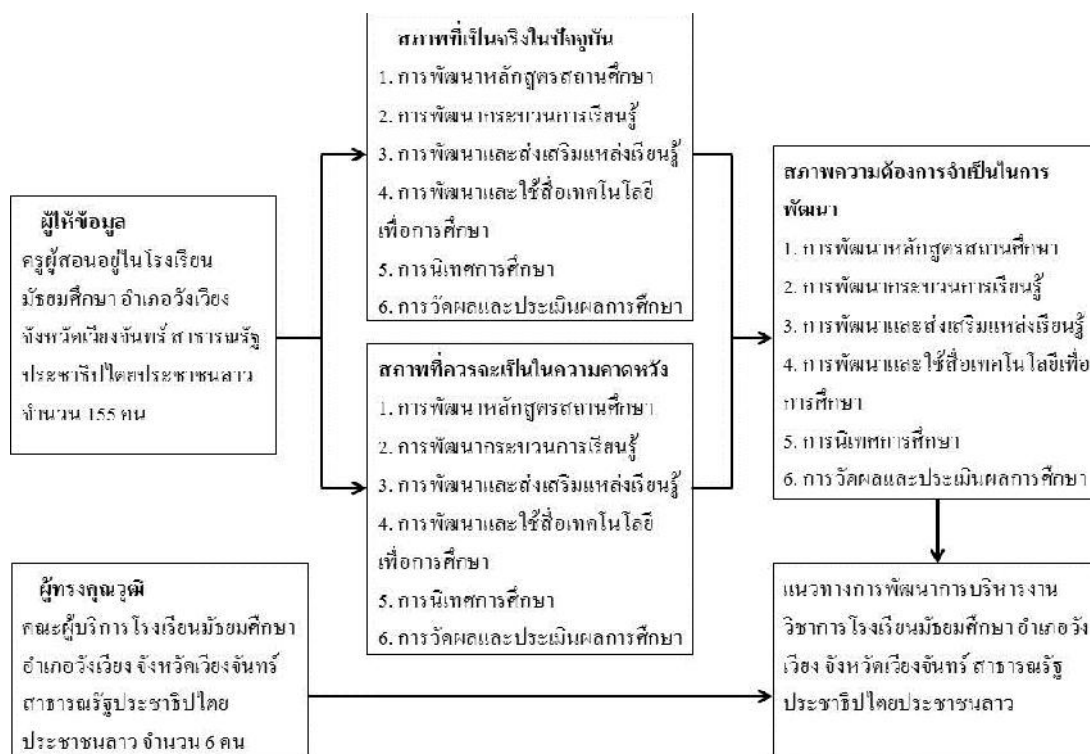 สภาพที่เป็นจริงในปัจจุบัน
1. การพัฒนาหลักสูตรสถานศึกษา
2. การพัฒนากระบวนการเรียนรู้
3. การพัฒนาและส่งเสริมแหล่งเรียนรู้
4. การพัฒนาและใช้สื่อเทคโนโลยี
เพื่อการศึกษา
5. การนิเทศการศึกษา
6. การวัดผลและประเมินผลการศึกษา
ผู้ให้ข้อมูล
ครูผู้สอนอยู่ในโรงเรียน
มัธยมศึกษา อำเภอวังเวียง
จังหวัดเวียงจันทร์ สาธารณรัฐ
ประชาธิปไตยประชาชนลาว
จำนวน 155 คน
สภาพที่ควรจะเป็นในความคาดหวัง
1. การพัฒนาหลักสูตรสถานศึกษา
2. การพัฒนากระบวนการเรียนรู้
3. การพัฒนาและส่งเสริมแหล่งเรียนรู้
4. การพัฒนาและใช้สื่อเทคโนโลยี
เพื่อการศึกษา
5. การนิเทศการศึกษา
6. การวัดผลและประเมินผลการศึกษา
สภาพความต้องการจำเป็นในการ
พัฒนา
1. การพัฒนาหลักสูตรสถานศึกษา
2. การพัฒนากระบวนการเรียนรู้
3. การพัฒนาและส่งเสริมแหล่งเรียนรู้
4. การพัฒนาและใช้สื่อเทคโนโลยีเพื่อ
การศึกษา
5. การนิเทศการศึกษา
6. การวัดผลและประเมินผลการศึกษา
ผู้ทรงคุณวุฒิ
คณะผู้บริการโรงเรียนมัธยมศึกษา
อำเภอวังเวียง จังหวัดเวียงจันทร์
สาธารณรัฐประชาธิปไตย
ประชาชนลาว จำนวน 6 คน
แนวทางการพัฒนาการบริหารงาน
วิชาการโรงเรียนมัธยมศึกษา อำเภอวัง
เวียง จังหวัดเวียงจันทร์ สาธารณรัฐ
ประชาธิปไตยประชาชนลาว